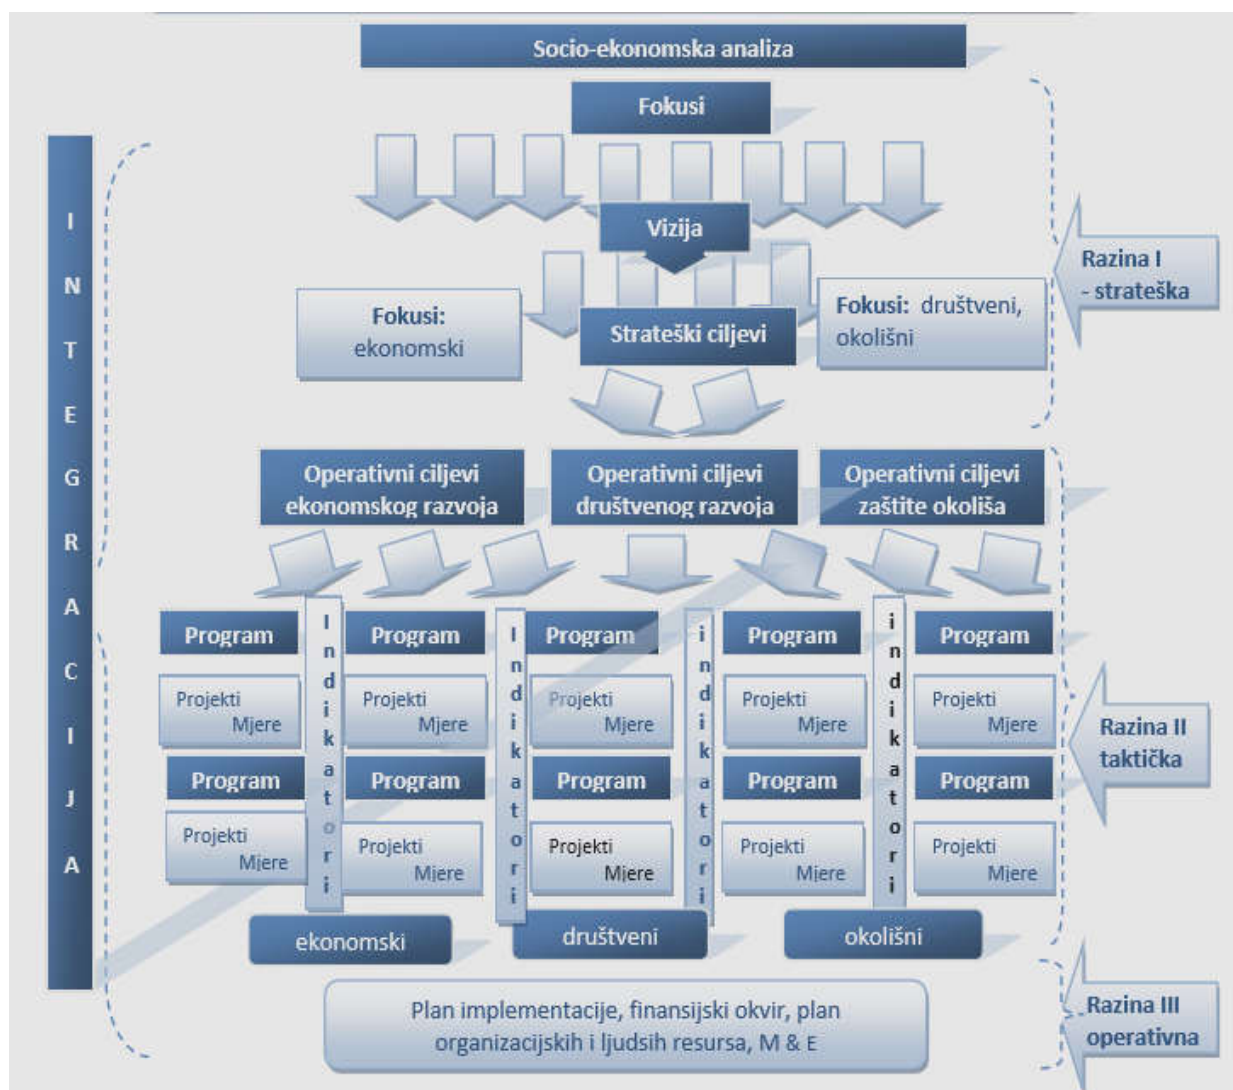 Socio-ekonomska analiza
Fokusi
INTEGRACIJA
Vizija
Razina I
- strateška
Fokusi:
ekonomski
Strateški ciljevi
Fokusi: društveni,
okolišni
Operativni ciljevi
ekonomskog razvoja
Operativni ciljevi
društvenog razvoja
Operativni ciljevi
zaštite okoliša
Program
Indikatori
Program
Indikatori
Program
indikatori
Program
indikatori
Program
Projekti
Mjere
Projekti
Mjere
Projekti
Mjere
Projekti
Mjere
Projekti
Mjere
Razina II
taktička
Program
Program
Program
Program
Program
Projekti
Mjere
Projekti
Mjere
Projekti
Mjere
Projekti
Mjere
Projekti
Mjere
ekonomski
društveni
okolišni
Plan implementacije, finansijski okvir, plan
organizacijskih i ljudsih resursa, M & E
Razina III
operativna